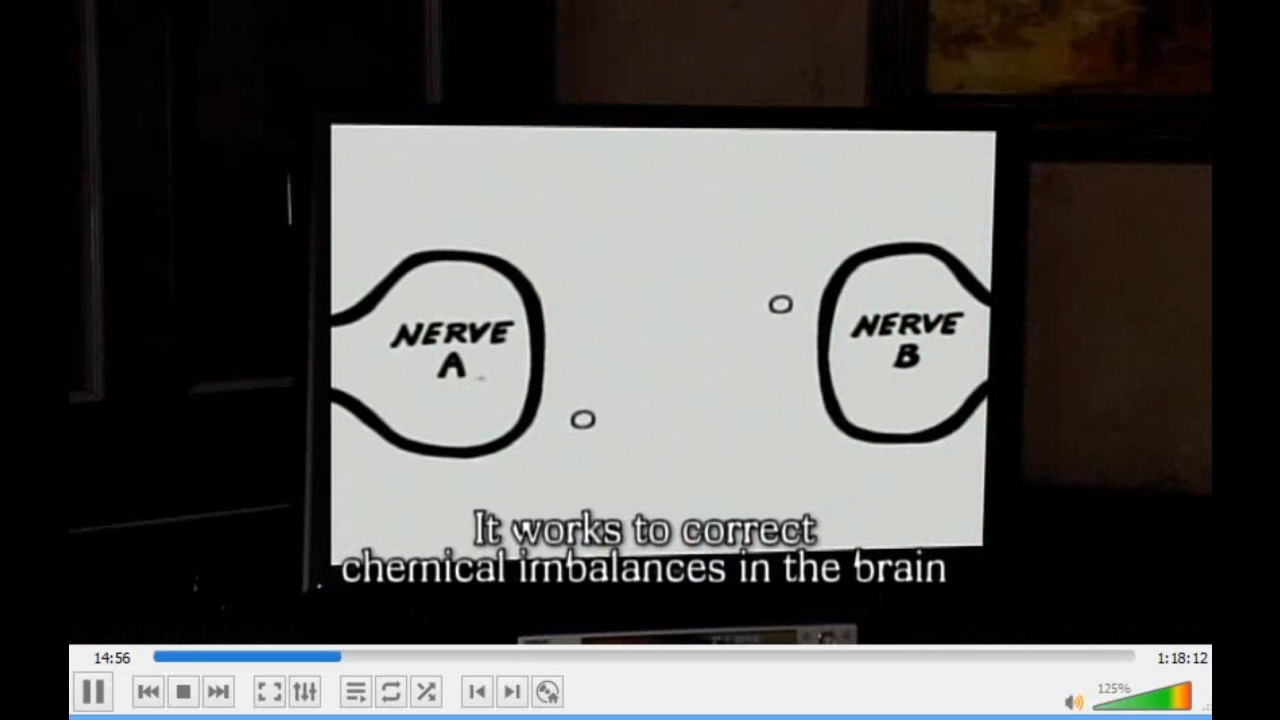 NERVE
A
NERVE
B
It works to correct
chemical imbalances in the brain
14:56
1:18:12
125%